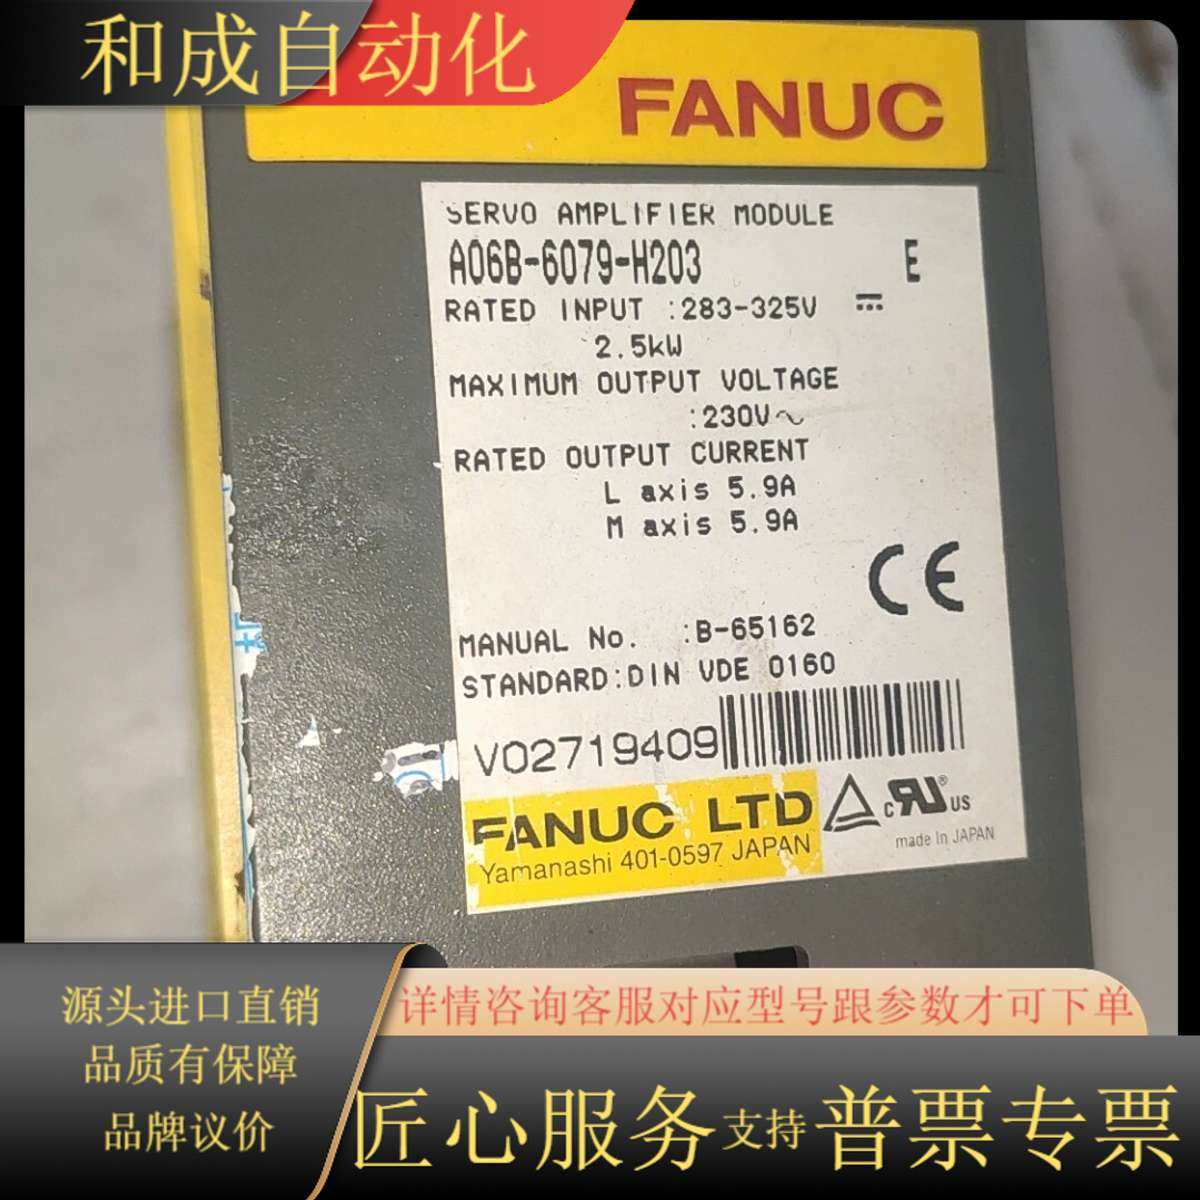 和成自动化
FANUC
SERVO AMPLIFIER MODULE
A06B-6079-H203 E
RATED INPUT :283-325V ⎓
2.5kW
MAXIMUM OUTPUT VOLTAGE
:230V∿
RATED OUTPUT CURRENT
L axis 5.9A
M axis 5.9A
CE
MANUAL No. :B-65162
STANDARD:DIN VDE 0160
V02719409
FANUC LTD
Yamanashi 401-0597 JAPAN
c RU ® US
made In JAPAN
源头进口直销
品质有保障
品牌议价
详情咨询客服对应型号跟参数才可下单
匠心服务支持普票专票